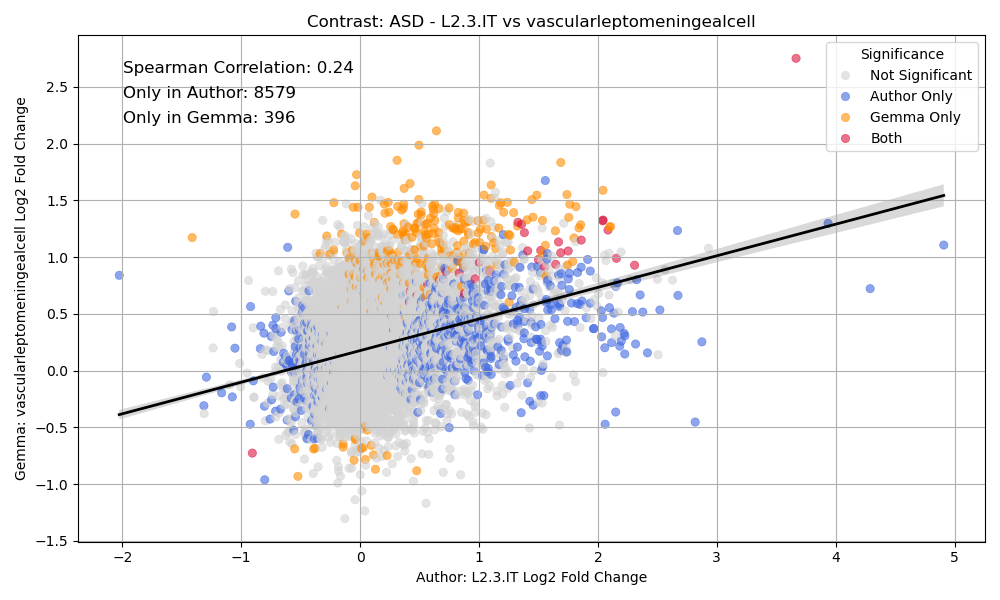 Contrast: ASD - L2.3.IT vs vascularleptomeningealcell
Spearman Correlation: 0.24
Only in Author: 8579
Only in Gemma: 396
Significance
Not Significant
Author Only
Gemma Only
Both
Gemma: vascularleptomeningealcell Log2 Fold Change
2.5
2.0
1.5
1.0
0.5
0.0
−0.5
−1.0
−1.5
−2
−1
0
1
2
3
4
5
Author: L2.3.IT Log2 Fold Change